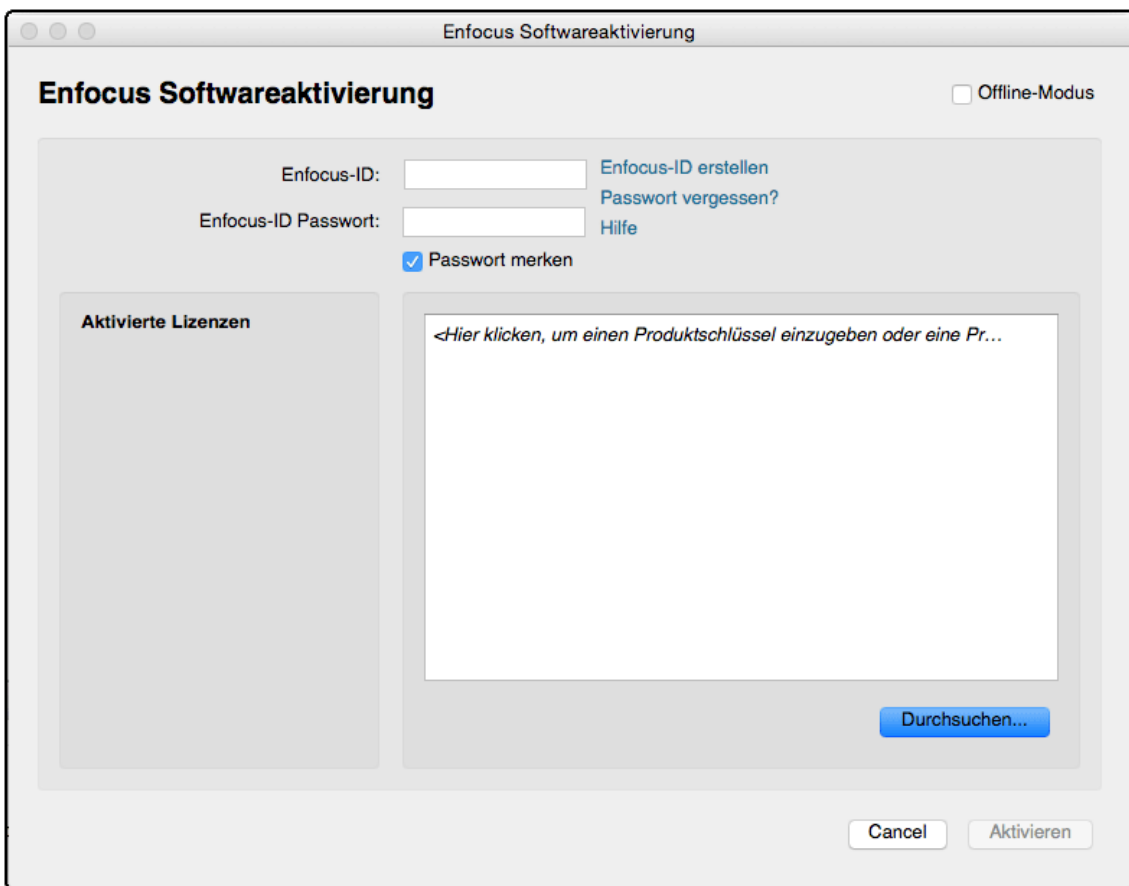 Enfocus Softwareaktivierung
Enfocus Softwareaktivierung
Offline-Modus
Enfocus-ID:
Enfocus-ID erstellen
Passwort vergessen?
Enfocus-ID Passwort:
Hilfe
Passwort merken
Aktivierte Lizenzen
<Hier klicken, um einen Produktschlüssel einzugeben oder eine Pr...
Durchsuchen...
Cancel
Aktivieren